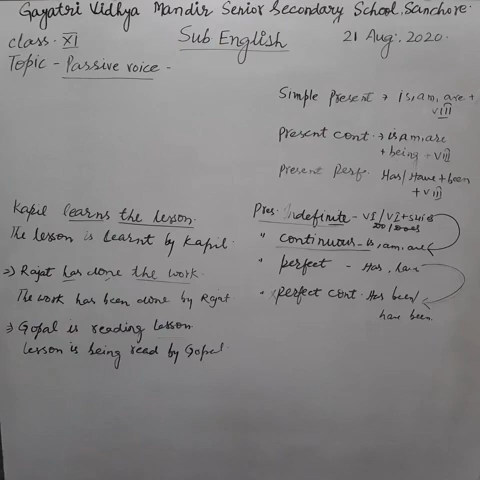 Gayatri Vidhya Mandir Senior Secondary School, Sanchore.
class. XI Sub English 21 Aug. 2020.
Topic - Passive voice -
Simple Present → is, am, are +
VIII
Present Cont. → is am, are
+ being + VIII
Present Perf. Has/Have + been
+ VIII
Kapil learns the lesson.
The lesson is learnt by Kapil.
⇒ Rajat has done the work.
The work has been done by Rajat
⇒ Gopal is reading Lesson
Lesson is being read by Gopal.
Pres. Indefinite - VI/VI+s, ies
" continuous - is, am, are
" perfect - Has, have
" perfect cont. Has been/
have been